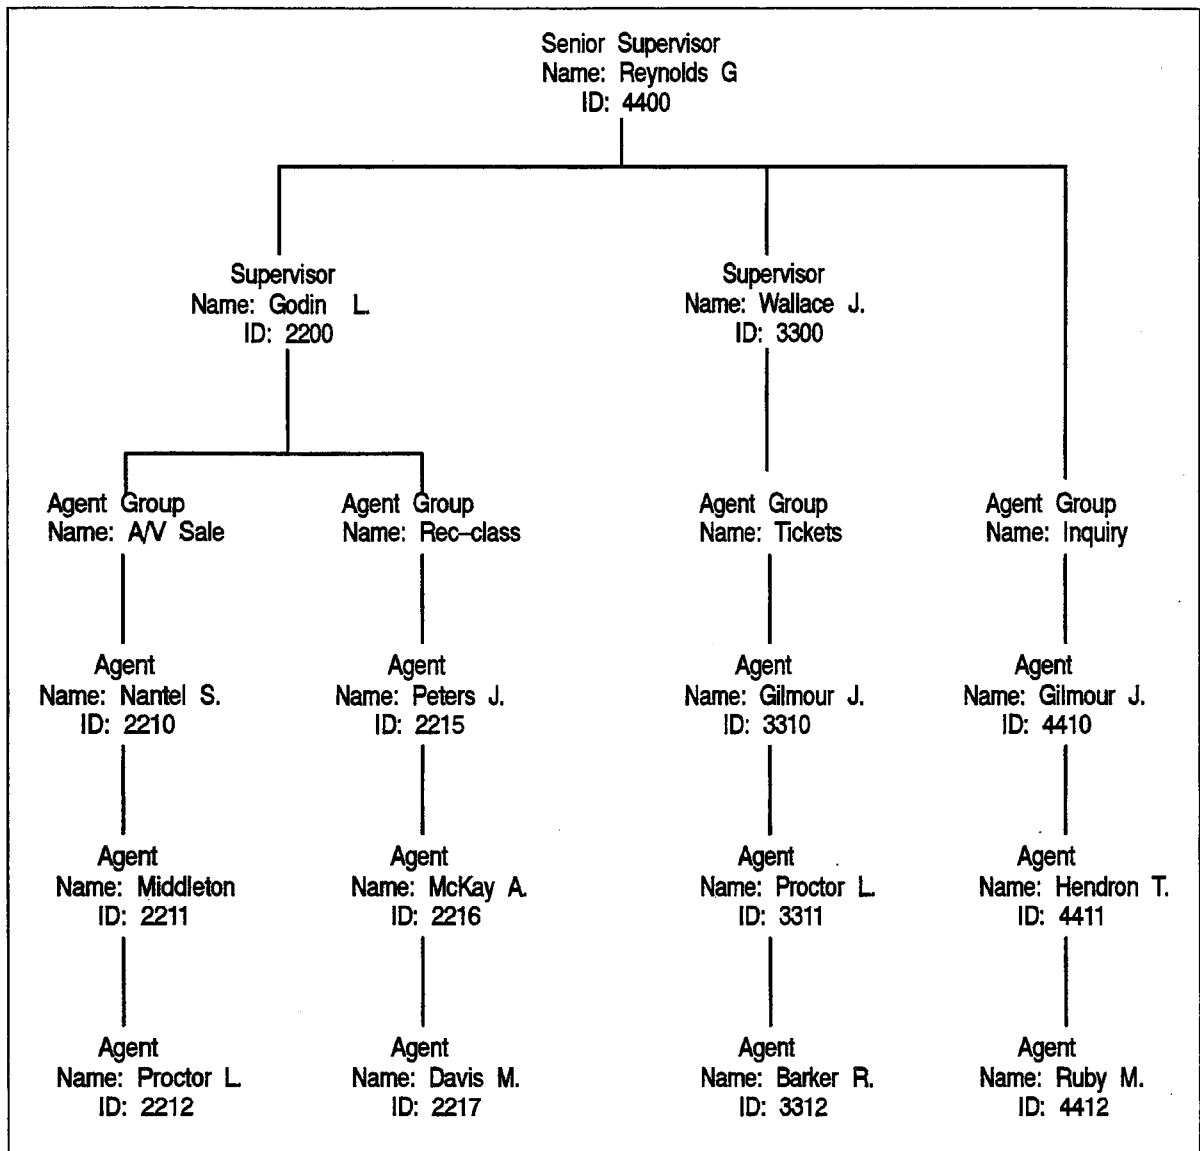 Senior Supervisor
Name: Reynolds G
ID: 4400
Supervisor
Name: Godin L.
ID: 2200
Supervisor
Name: Wallace J.
ID: 3300
Agent Group
Name: A/V Sale
Agent Group
Name: Rec-class
Agent Group
Name: Tickets
Agent Group
Name: Inquiry
Agent
Name: Nantel S.
ID: 2210
Agent
Name: Peters J.
ID: 2215
Agent
Name: Gilmour J.
ID: 3310
Agent
Name: Gilmour J.
ID: 4410
Agent
Name: Middleton
ID: 2211
Agent
Name: McKay A.
ID: 2216
Agent
Name: Proctor L.
ID: 3311
Agent
Name: Hendron T.
ID: 4411
Agent
Name: Proctor L.
ID: 2212
Agent
Name: Davis M.
ID: 2217
Agent
Name: Barker R.
ID: 3312
Agent
Name: Ruby M.
ID: 4412